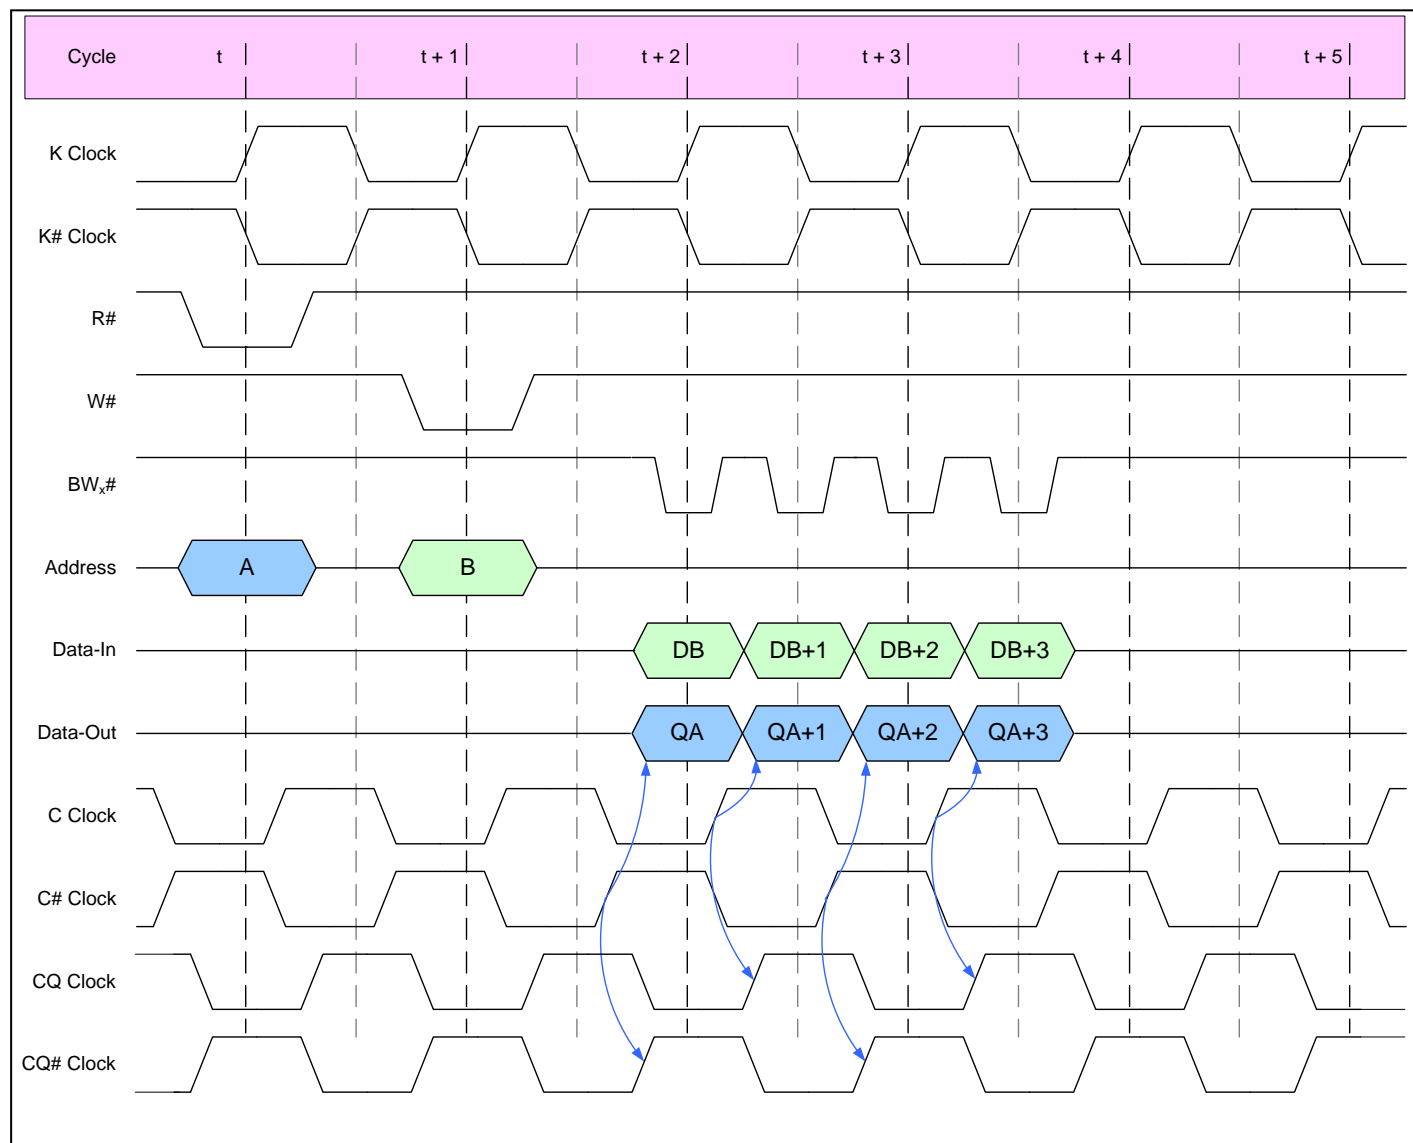 Cycle t t + 1 t + 2 t + 3 t + 4 t + 5
K Clock
K# Clock
R#
W#
BWx#
Address A B
Data-In DB DB+1 DB+2 DB+3
Data-Out QA QA+1 QA+2 QA+3
C Clock
C# Clock
CQ Clock
CQ# Clock